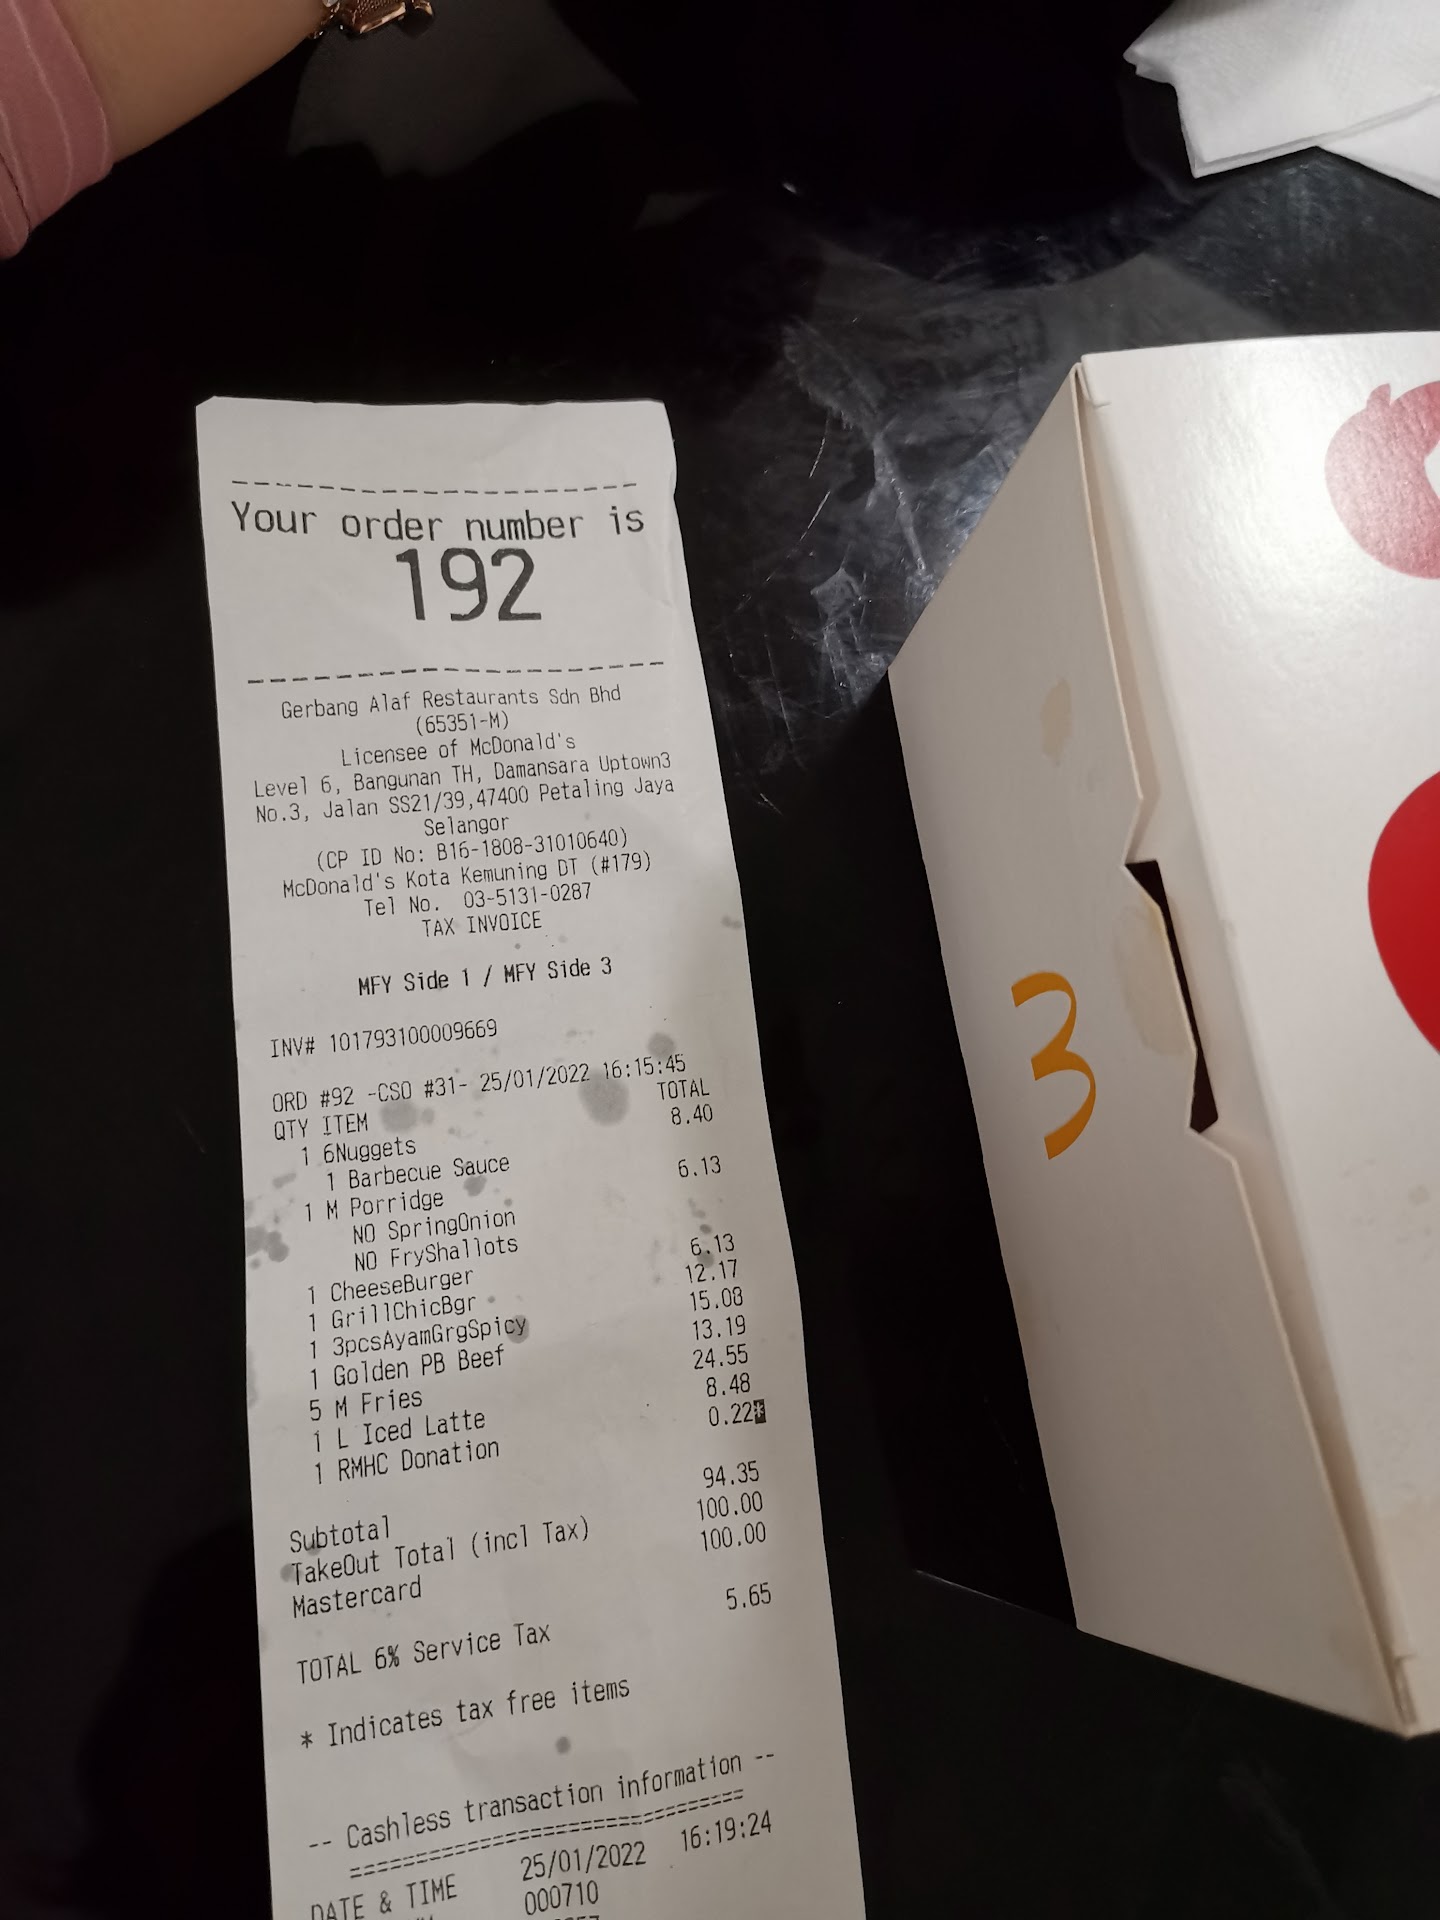 Your order number is
192
Gerbang Alaf Restaurants Sdn Bhd
(65351-M)
Licensee of McDonald's
Level 6, Bangunan TH, Damansara Uptown3
No.3, Jalan SS21/39,47400 Petaling Jaya
Selangor
(CP ID No: B16-1808-31010640)
McDonald's Kota Kemuning DT (#179)
Tel No. 03-5131-0287
TAX INVOICE
MFY Side 1 / MFY Side 3
INV# 101793100009669
ORD #92 -CSO #31- 25/01/2022 16:15:45
QTY ITEM TOTAL
1 6Nuggets 8.40
1 Barbecue Sauce
1 M Porridge 6.13
NO SpringOnion
NO FryShallots
1 CheeseBurger 6.13
1 GrillChicBgr 12.17
1 3pcsAyamGrgSpicy 15.08
1 Golden PB Beef 13.19
5 M Fries 24.55
1 L Iced Latte 8.48
1 RMHC Donation 0.22*
Subtotal 94.35
TakeOut Total (incl Tax) 100.00
Mastercard 100.00
TOTAL 6% Service Tax 5.65
* Indicates tax free items
-- Cashless transaction information --
DATE & TIME 25/01/2022 16:19:24
000710
3